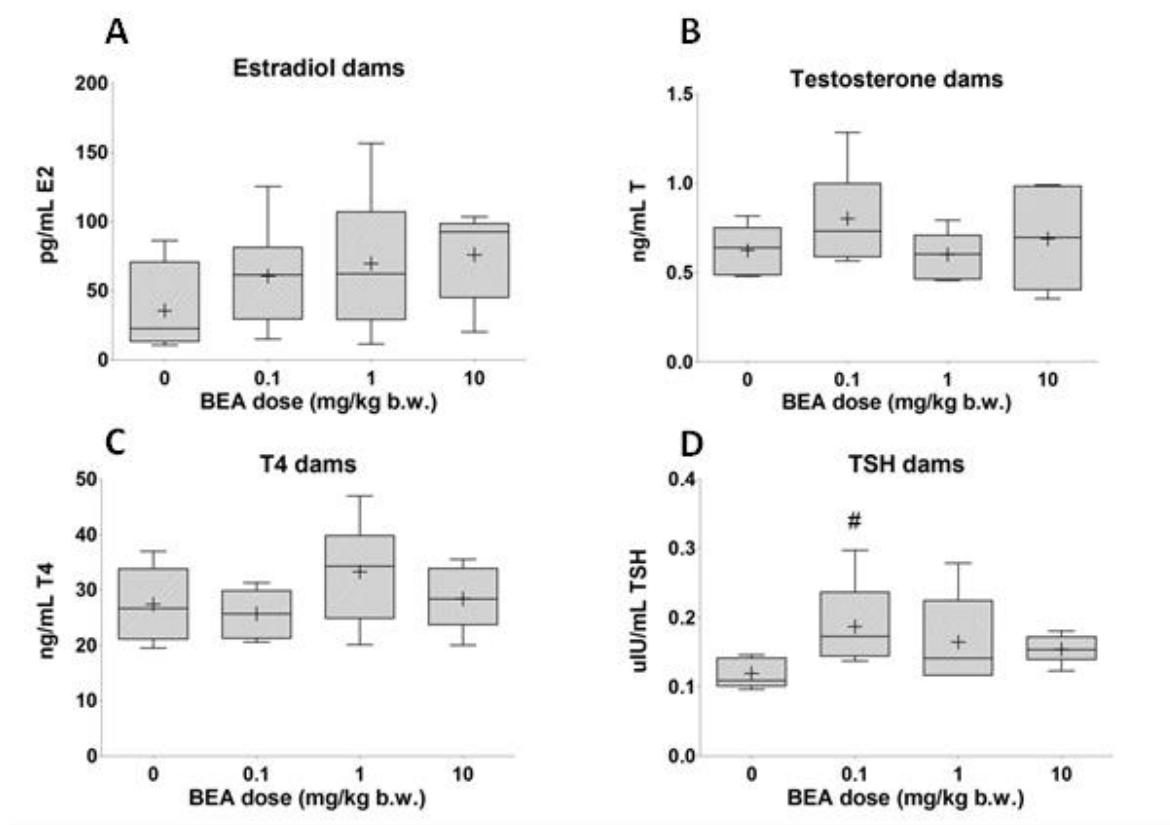 A
Estradiol dams
200
150
100
50
0
pg/mL E2
0 0.1 1 10
BEA dose (mg/kg b.w.)
B
Testosterone dams
1.5
1.0
0.5
0.0
ng/mL T
0 0.1 1 10
BEA dose (mg/kg b.w.)
C
T4 dams
50
40
30
20
10
0
ng/mL T4
0 0.1 1 10
BEA dose (mg/kg b.w.)
D
TSH dams
0.4
0.3
0.2
0.1
0.0
uIU/mL TSH
#
0 0.1 1 10
BEA dose (mg/kg b.w.)